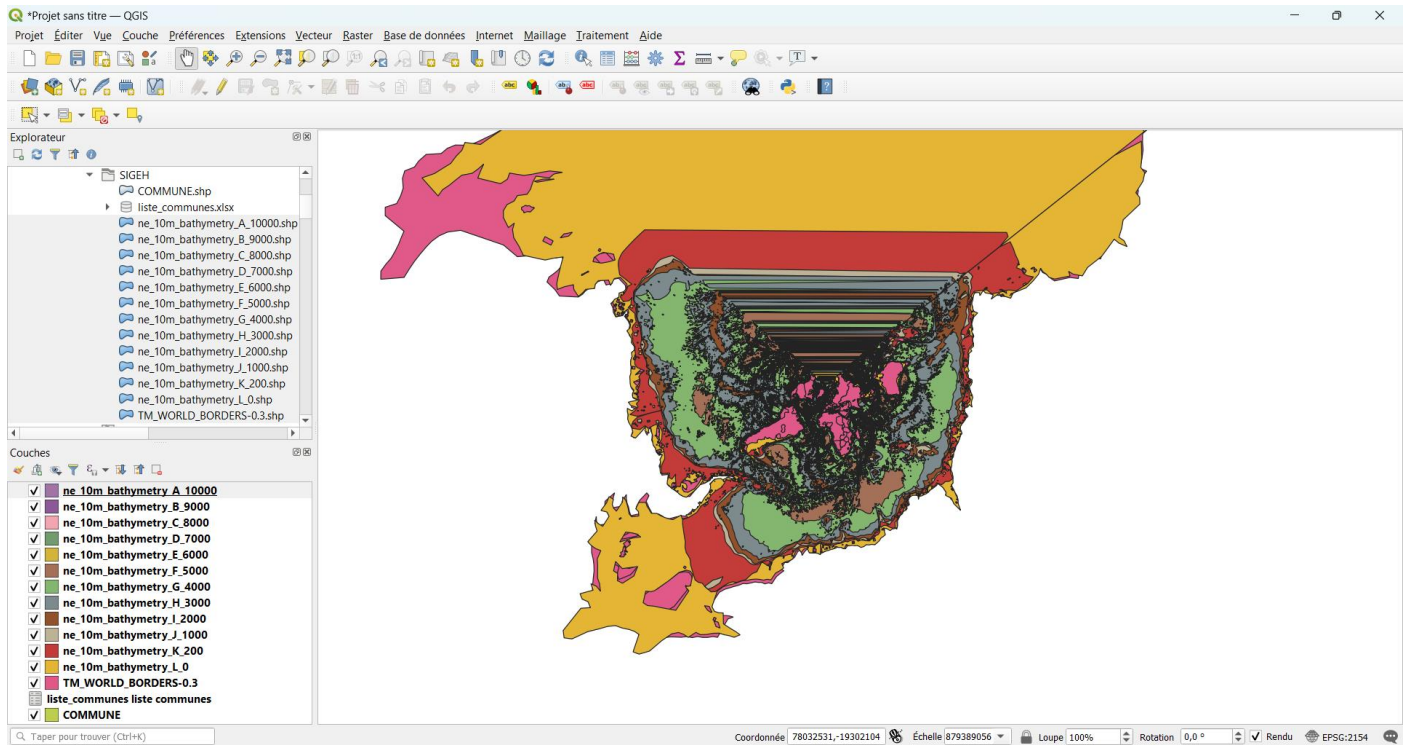 *Projet sans titre — QGIS
Projet Éditer Vue Couche Préférences Extensions Vecteur Raster Base de données Internet Maillage Traitement Aide
Explorateur
SIGEH
COMMUNE.shp
liste_communes.xlsx
ne_10m_bathymetry_A_10000.shp
ne_10m_bathymetry_B_9000.shp
ne_10m_bathymetry_C_8000.shp
ne_10m_bathymetry_D_7000.shp
ne_10m_bathymetry_E_6000.shp
ne_10m_bathymetry_F_5000.shp
ne_10m_bathymetry_G_4000.shp
ne_10m_bathymetry_H_3000.shp
ne_10m_bathymetry_I_2000.shp
ne_10m_bathymetry_J_1000.shp
ne_10m_bathymetry_K_200.shp
ne_10m_bathymetry_L_0.shp
TM_WORLD_BORDERS-0.3.shp
Couches
ne_10m_bathymetry_A_10000
ne_10m_bathymetry_B_9000
ne_10m_bathymetry_C_8000
ne_10m_bathymetry_D_7000
ne_10m_bathymetry_E_6000
ne_10m_bathymetry_F_5000
ne_10m_bathymetry_G_4000
ne_10m_bathymetry_H_3000
ne_10m_bathymetry_I_2000
ne_10m_bathymetry_J_1000
ne_10m_bathymetry_K_200
ne_10m_bathymetry_L_0
TM_WORLD_BORDERS-0.3
liste_communes liste communes
COMMUNE
Taper pour trouver (Ctrl+K) Coordonnée 78032531,-19302104 Échelle 879389056 Loupe 100% Rotation 0,0 ° Rendu EPSG:2154